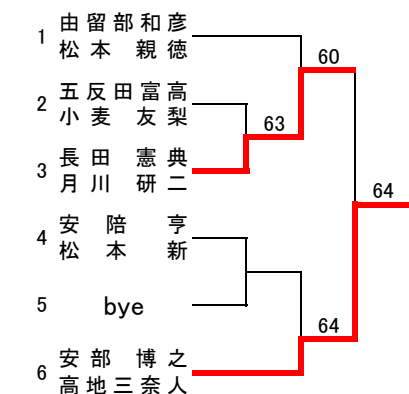 1 由留部和彦
松本親徳
60
2 五反田富高
小麦友梨
63
3 長田憲典
月川研二
64
4 安陪亨
松本新
5 bye
64
6 安部博之
高地三奈人